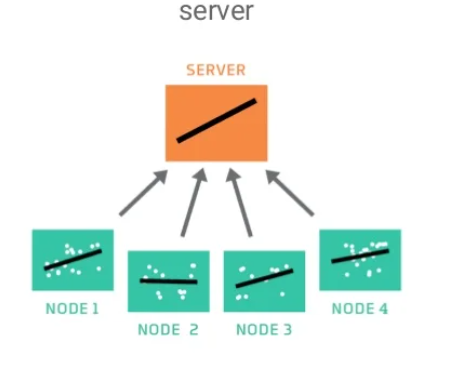 server
SERVER
NODE 1
NODE 2
NODE 3
NODE 4